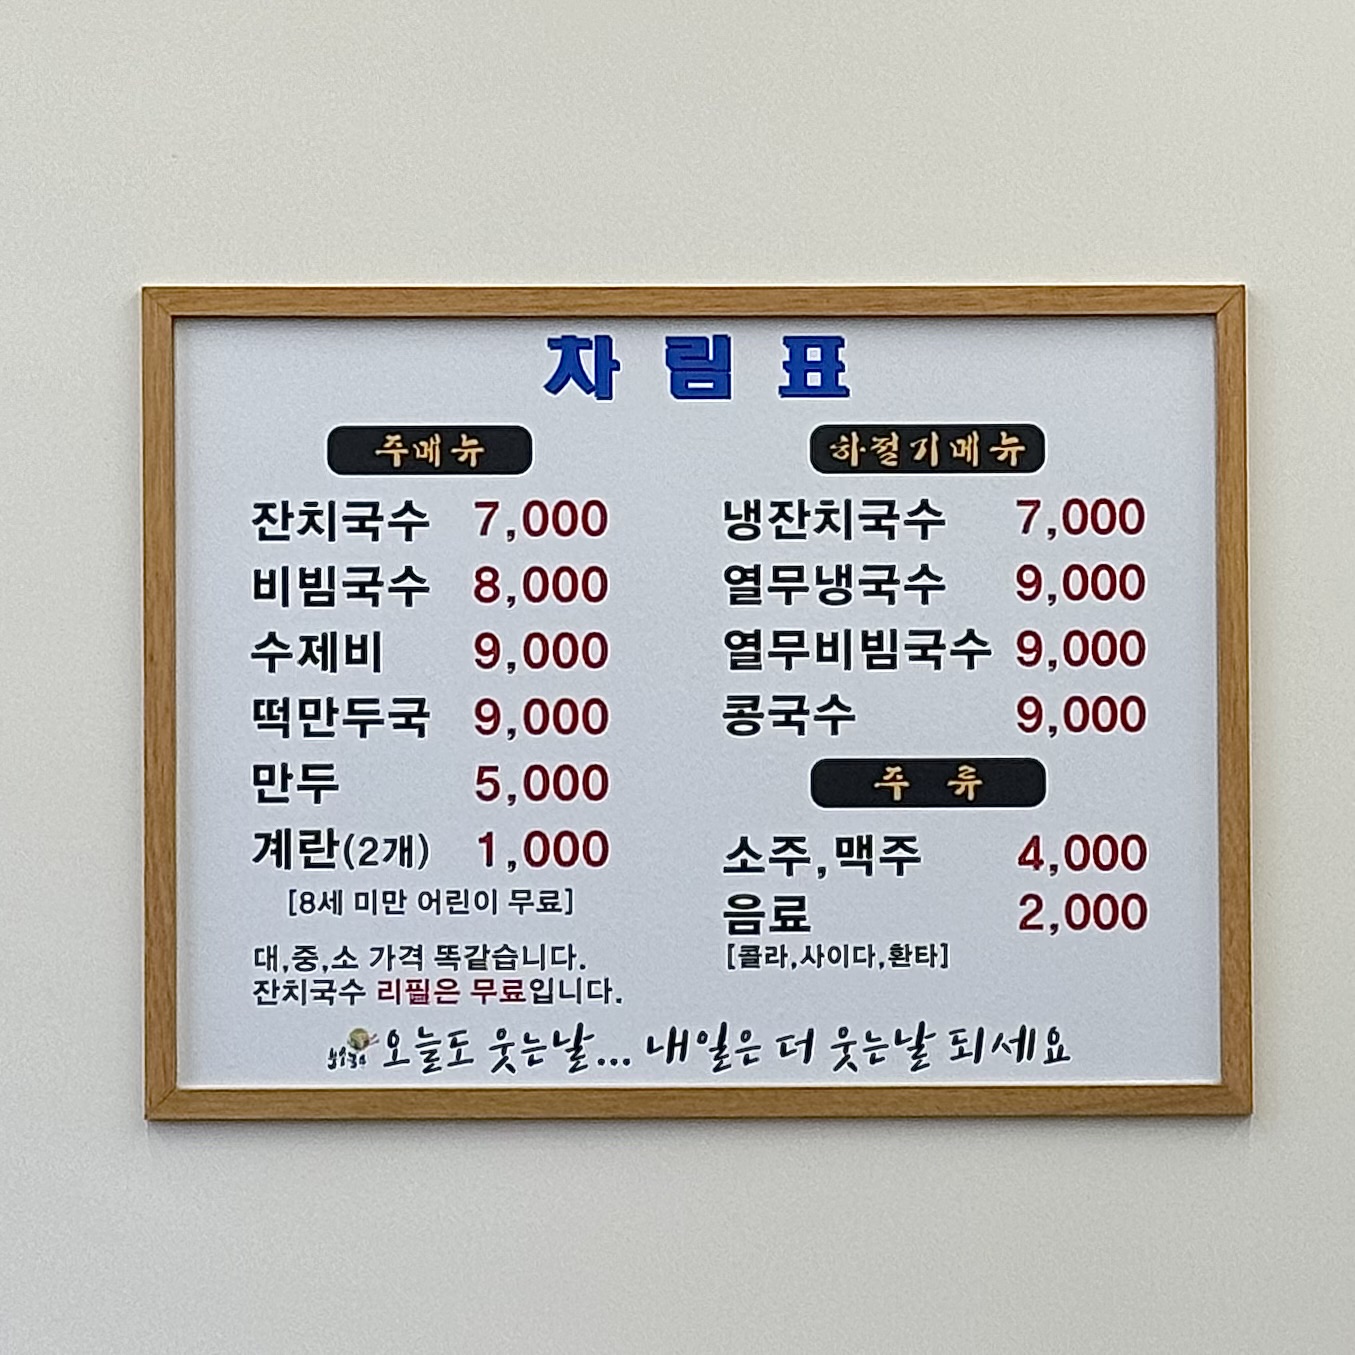 차림표
주메뉴
잔치국수 7,000
비빔국수 8,000
수제비 9,000
떡만두국 9,000
만두 5,000
계란(2개) 1,000
[8세 미만 어린이 무료]
대,중,소 가격 똑같습니다.
잔치국수 리필은 무료입니다.
하절기메뉴
냉잔치국수 7,000
열무냉국수 9,000
열무비빔국수 9,000
콩국수 9,000
주류
소주,맥주 4,000
음료 2,000
[콜라,사이다,환타]
오늘도 웃는날... 내일은 더 웃는날 되세요